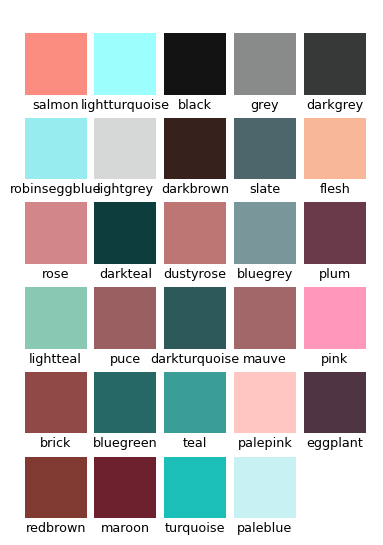 salmon lightturquoise black grey darkgrey
robinseggblue lightgrey darkbrown slate flesh
rose darkteal dustyrose bluegrey plum
lightteal puce darkturquoise mauve pink
brick bluegreen teal palepink eggplant
redbrown maroon turquoise paleblue